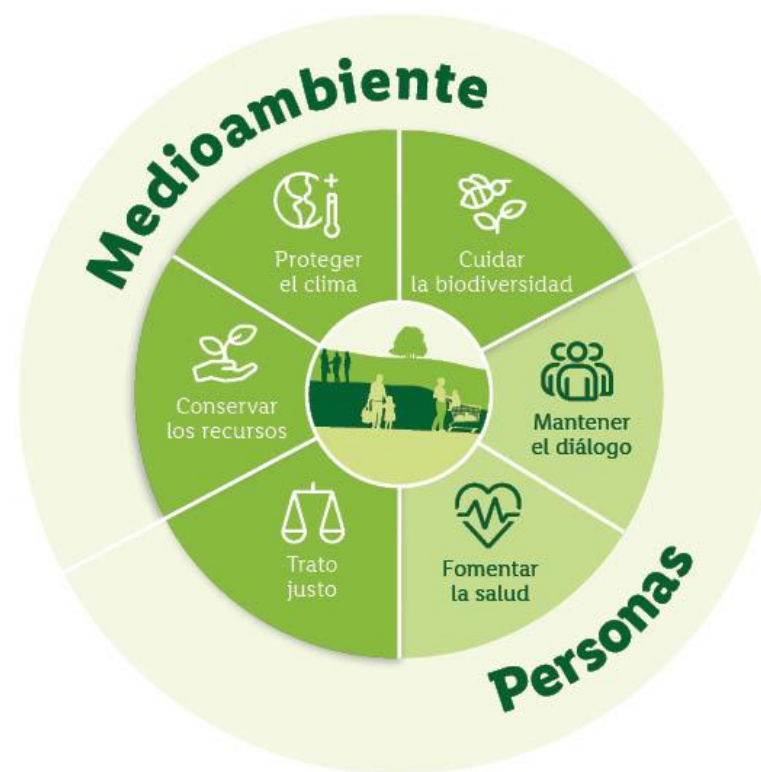 Medioambiente
Proteger
el clima
Cuidar
la biodiversidad
Conservar
los recursos
Mantener
el diálogo
Trato
justo
Fomentar
la salud
Personas